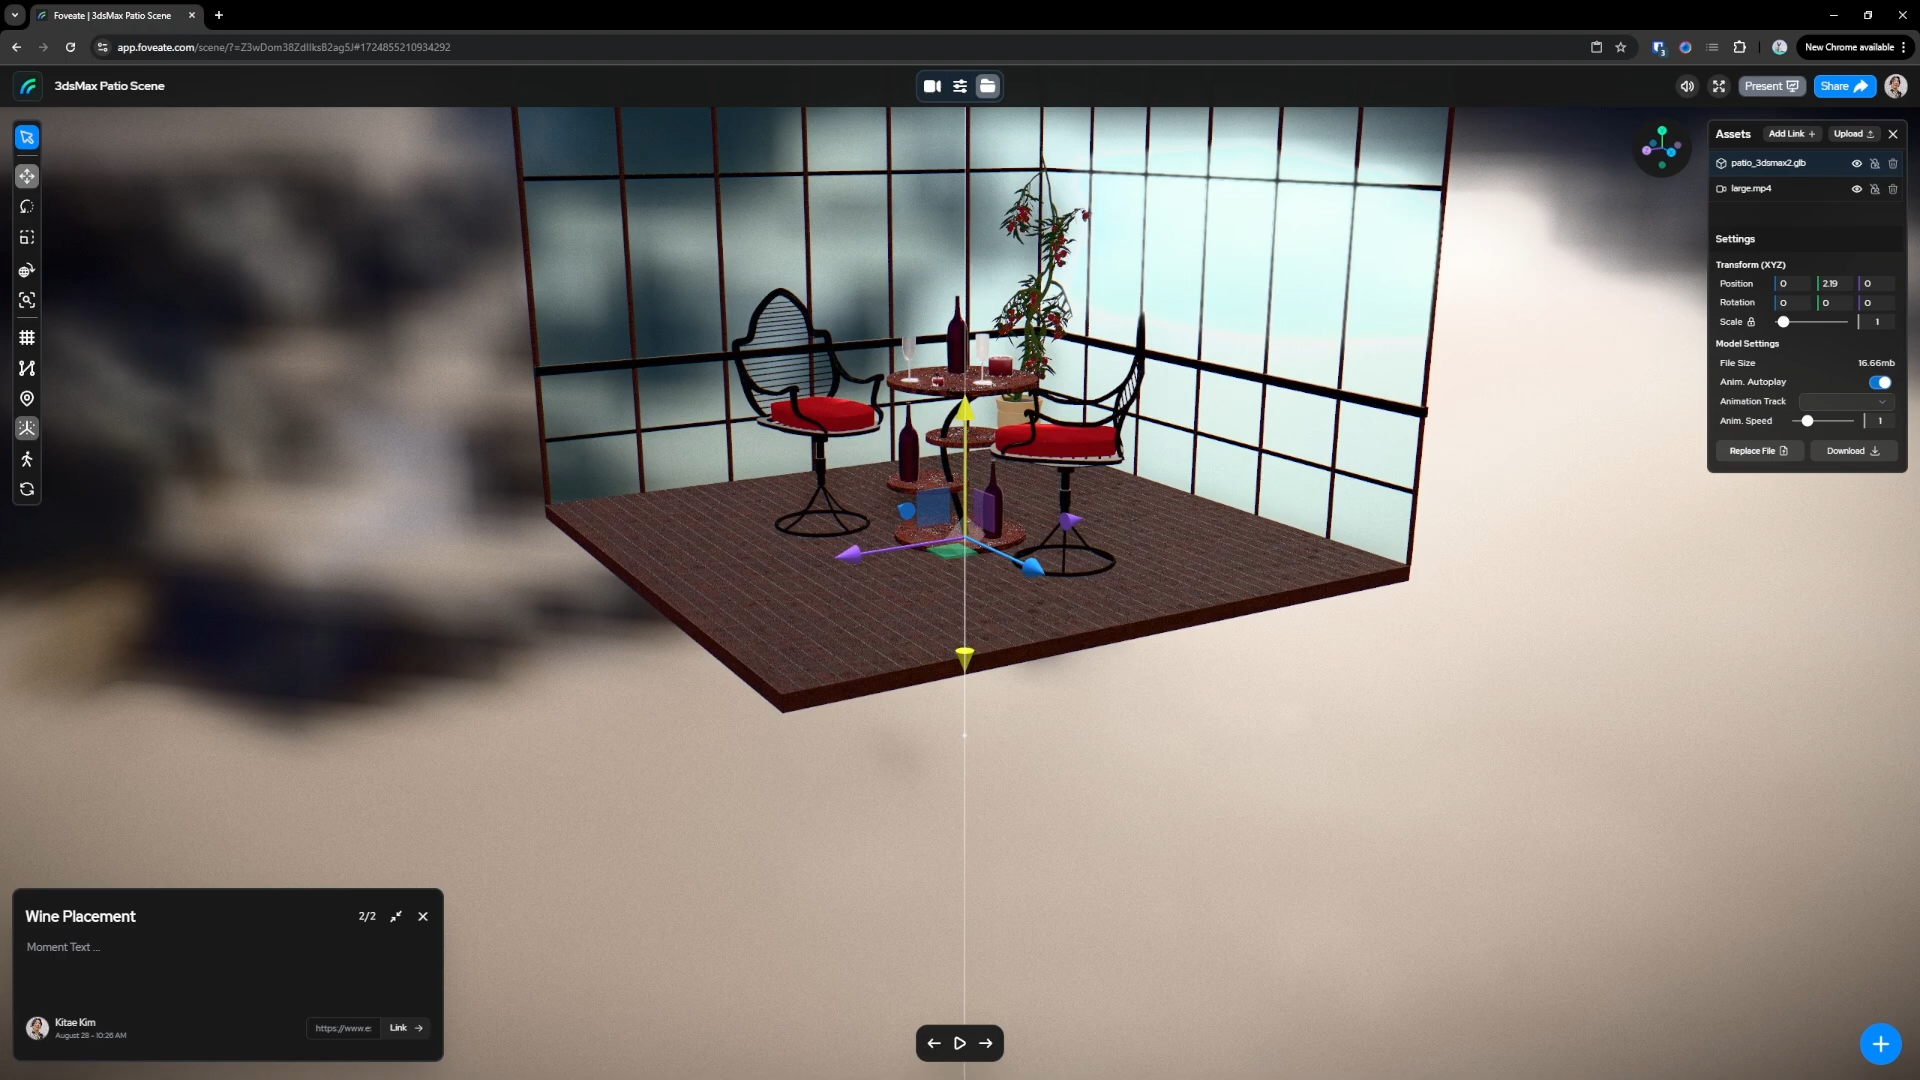 Foveate | 3dsMax Patio Scene
app.foveate.com/scene/?=Z3wDom38ZdIlksB2ag5J#1724855210934292
New Chrome available
3dsMax Patio Scene
Present
Share
Assets
Add Link +
Upload
patio_3dsmax2.glb
large.mp4
Settings
Transform (XYZ)
Position 0 2.19 0
Rotation 0 0 0
Scale 1
Model Settings
File Size 16.66mb
Anim. Autoplay
Animation Track
Anim. Speed 1
Replace File
Download
Wine Placement 2/2
Moment Text ...
Kitae Kim
August 28 - 10:26 AM
https://www.e:
Link